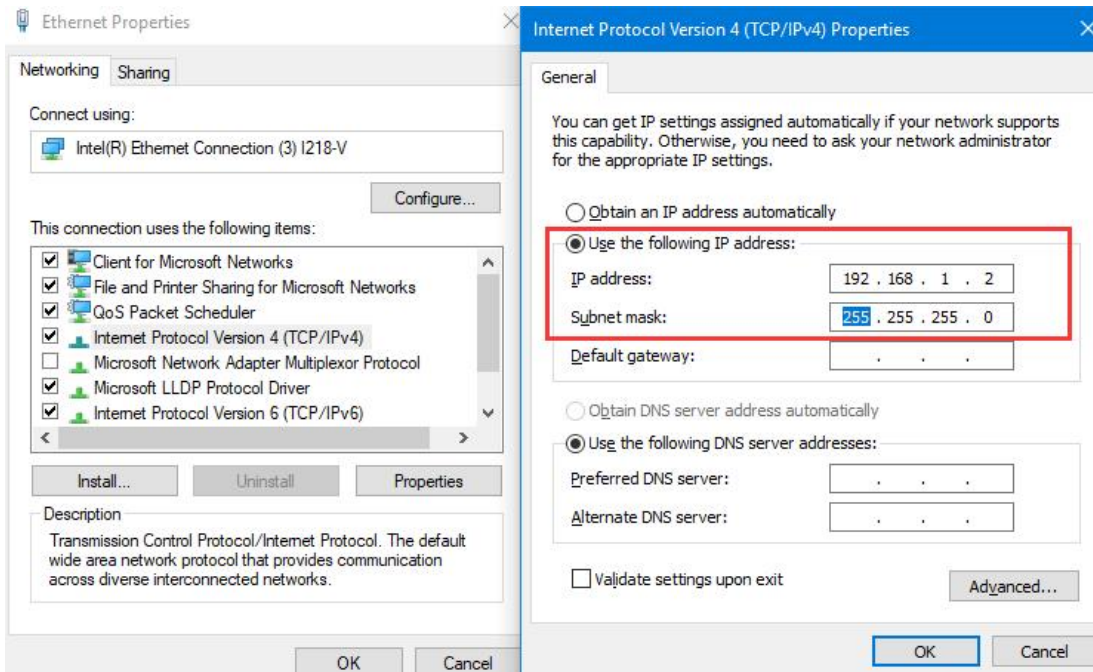 Ethernet Properties
Networking
Sharing
Connect using:
Intel(R) Ethernet Connection (3) I218-V
Configure...
This connection uses the following items:
Client for Microsoft Networks
File and Printer Sharing for Microsoft Networks
QoS Packet Scheduler
Internet Protocol Version 4 (TCP/IPv4)
Microsoft Network Adapter Multiplexor Protocol
Microsoft LLDP Protocol Driver
Internet Protocol Version 6 (TCP/IPv6)
Install...
Uninstall
Properties
Description
Transmission Control Protocol/Internet Protocol. The default
wide area network protocol that provides communication
across diverse interconnected networks.
OK
Cancel
Internet Protocol Version 4 (TCP/IPv4) Properties
General
You can get IP settings assigned automatically if your network supports
this capability. Otherwise, you need to ask your network administrator
for the appropriate IP settings.
Obtain an IP address automatically
Use the following IP address:
IP address: 192 . 168 . 1 . 2
Subnet mask: 255 . 255 . 255 . 0
Default gateway: . . .
Obtain DNS server address automatically
Use the following DNS server addresses:
Preferred DNS server: . . .
Alternate DNS server: . . .
Validate settings upon exit
Advanced...
OK
Cancel